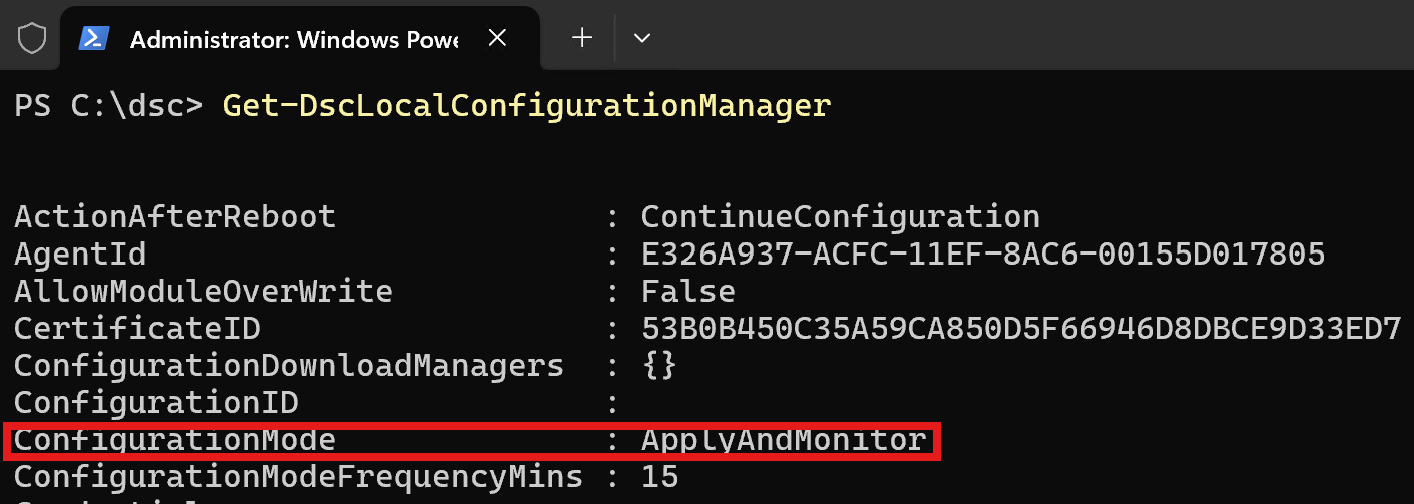 Administrator: Windows Powe
PS C:\dsc> Get-DscLocalConfigurationManager
ActionAfterReboot : ContinueConfiguration
AgentId : E326A937-ACFC-11EF-8AC6-00155D017805
AllowModuleOverWrite : False
CertificateID : 53B0B450C35A59CA850D5F66946D8DBCE9D33ED7
ConfigurationDownloadManagers : {}
ConfigurationID :
ConfigurationMode : ApplyAndMonitor
ConfigurationModeFrequencyMins : 15